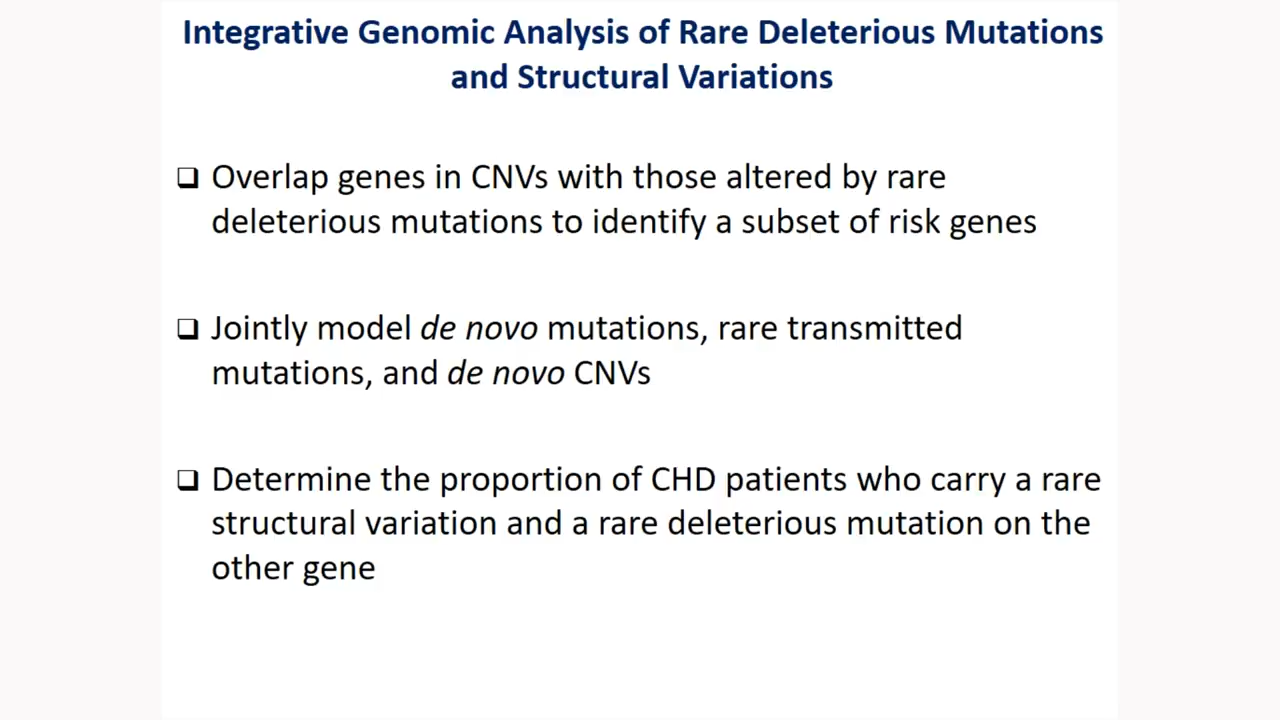 Integrative Genomic Analysis of Rare Deleterious Mutations
and Structural Variations
❑ Overlap genes in CNVs with those altered by rare
deleterious mutations to identify a subset of risk genes
❑ Jointly model de novo mutations, rare transmitted
mutations, and de novo CNVs
❑ Determine the proportion of CHD patients who carry a rare
structural variation and a rare deleterious mutation on the
other gene